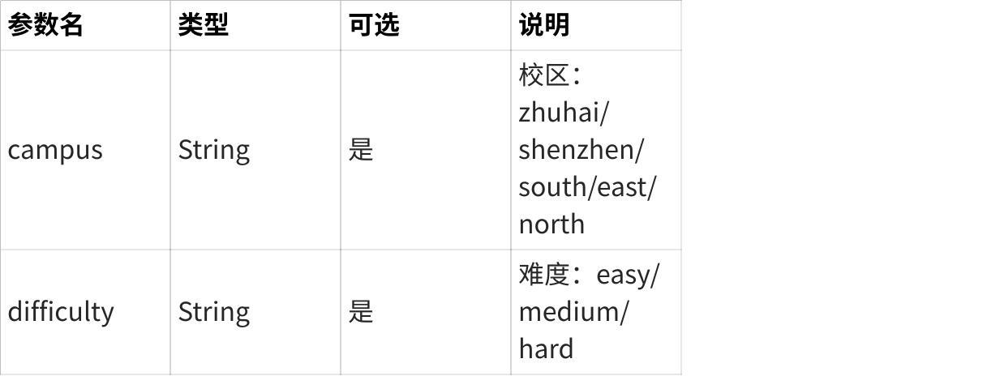 参数名 类型 可选 说明
校区：
zhuhai/
campus String 是 shenzhen/
south/east/
north
难度：easy/
difficulty String 是 medium/
hard